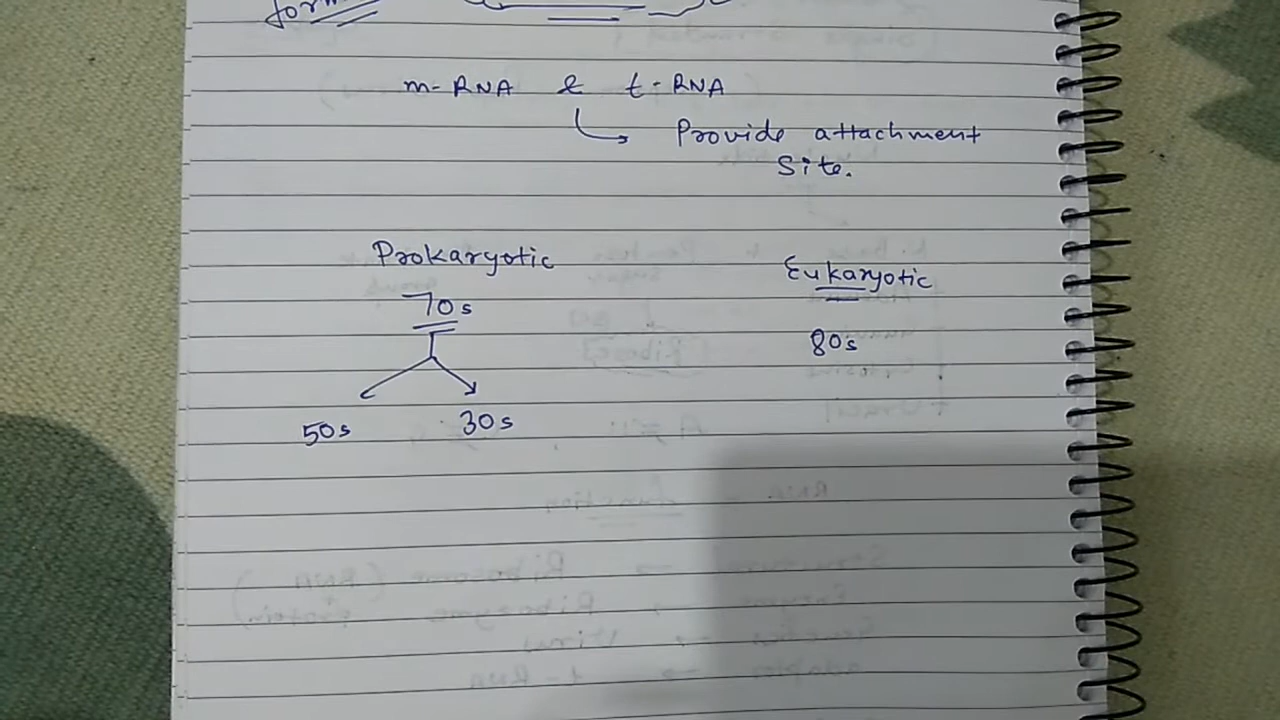 m-RNA & t-RNA
Provide attachment
Site.
Prokaryotic Eukaryotic
70s 80s
50s 30s